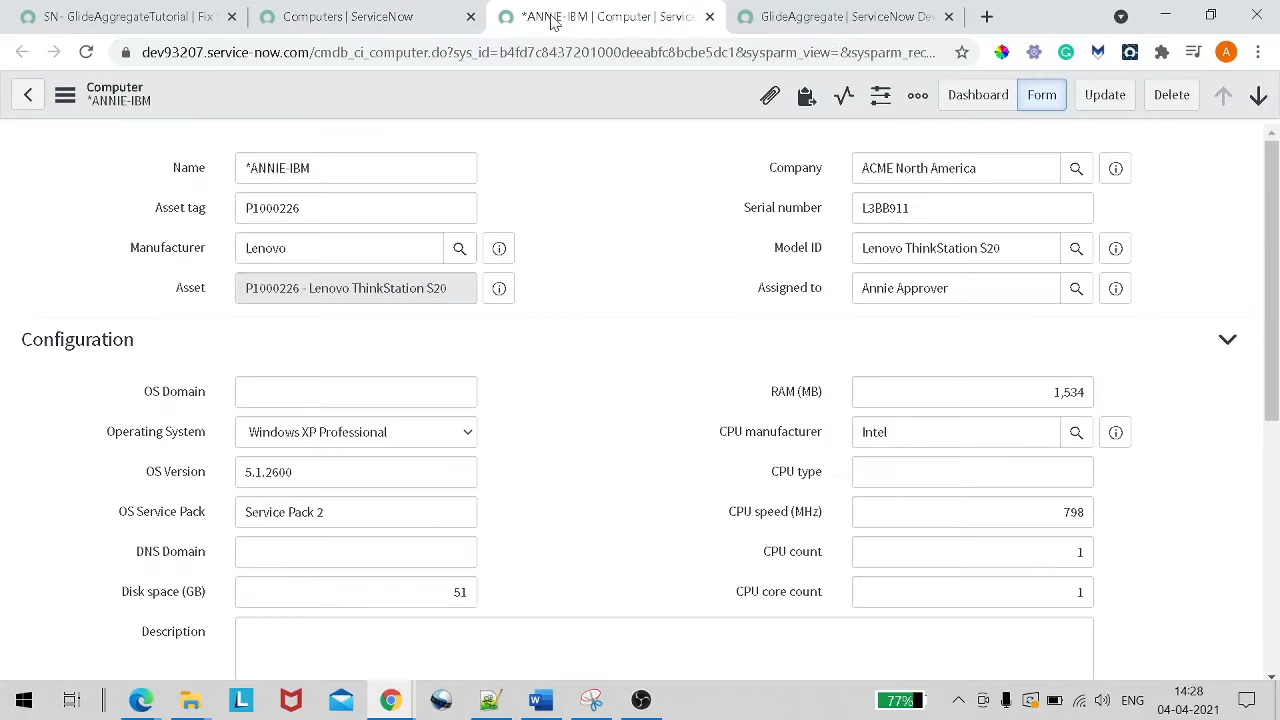 SN- GlideAggregateTutorial | Fix
Computers | ServiceNow
*ANNIE-IBM | Computer | Service
GlideAggregate | ServiceNow Dev
dev93207.service-now.com/cmdb_ci_computer.do?sys_id=b4fd7c8437201000deeabfc8bcbe5dc1&sysparm_view=&sysparm_rec...
A
Computer
*ANNIE-IBM
Dashboard
Form
Update
Delete
Name
*ANNIE-IBM
Company
ACME North America
Asset tag
P1000226
Serial number
L3BB911
Manufacturer
Lenovo
Model ID
Lenovo ThinkStation S20
Asset
P1000226 - Lenovo ThinkStation S20
Assigned to
Annie Approver
Configuration
OS Domain
RAM (MB)
1,534
Operating System
Windows XP Professional
CPU manufacturer
Intel
OS Version
5.1.2600
CPU type
OS Service Pack
Service Pack 2
CPU speed (MHz)
798
DNS Domain
CPU count
1
Disk space (GB)
51
CPU core count
1
Description
L
77%
ENG
14:28
04-04-2021